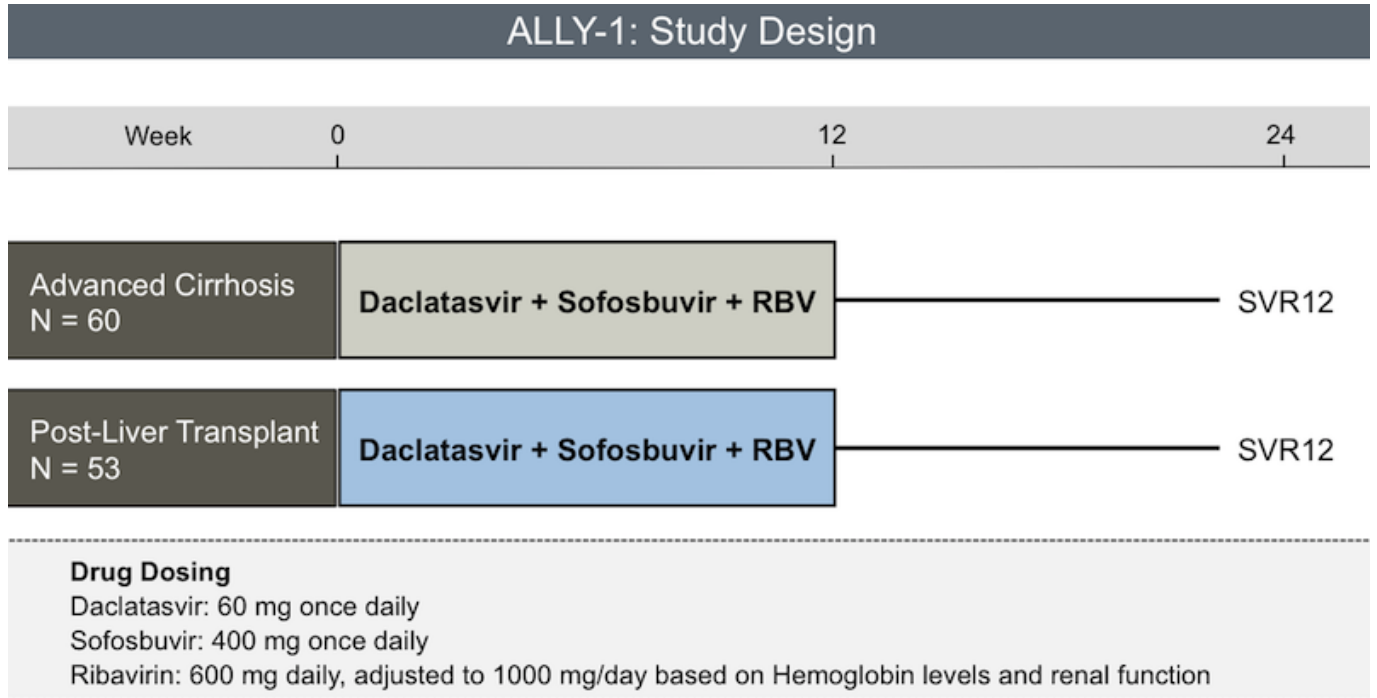 ALLY-1: Study Design
Week 0 12 24
Advanced Cirrhosis
N = 60
Daclatasvir + Sofosbuvir + RBV
SVR12
Post-Liver Transplant
N = 53
Daclatasvir + Sofosbuvir + RBV
SVR12
Drug Dosing
Daclatasvir: 60 mg once daily
Sofosbuvir: 400 mg once daily
Ribavirin: 600 mg daily, adjusted to 1000 mg/day based on Hemoglobin levels and renal function